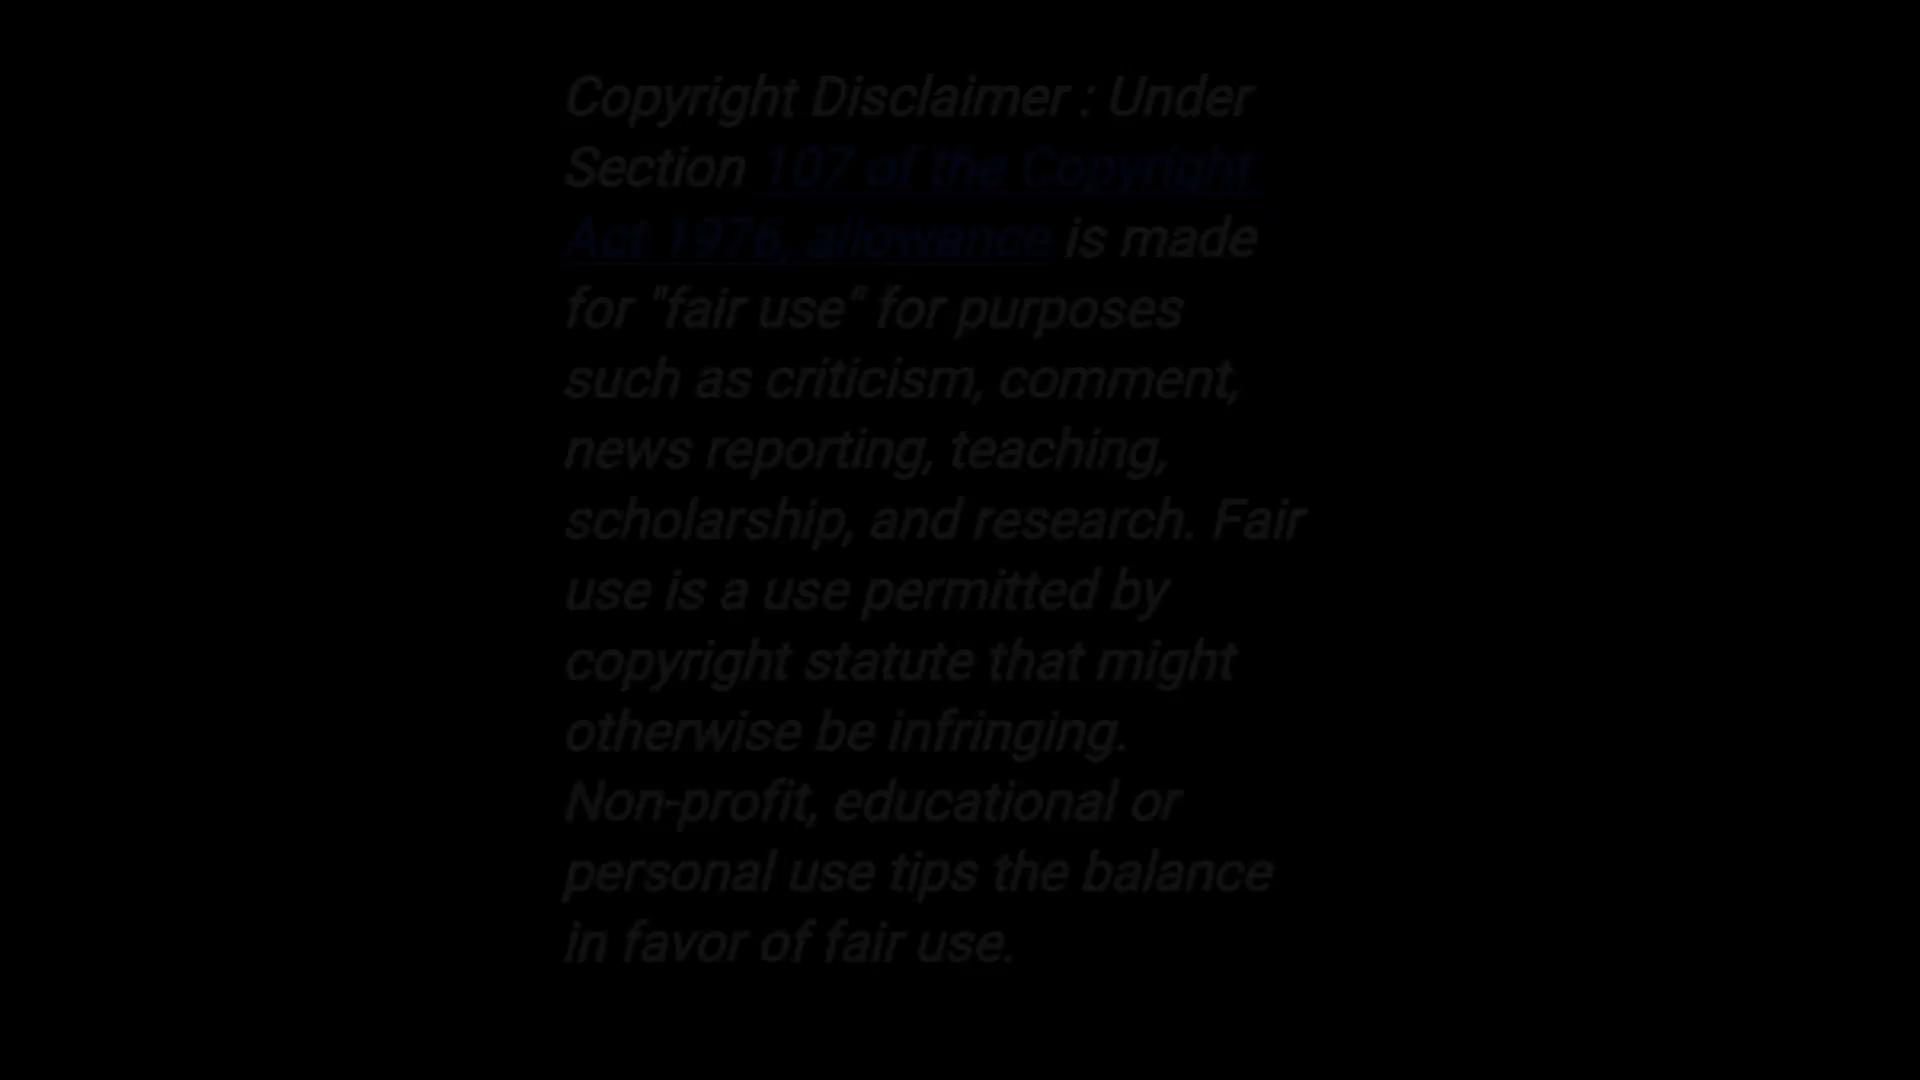 Copyright Disclaimer : Under
Section 107 of the Copyright
Act 1976, allowance is made
for "fair use" for purposes
such as criticism, comment,
news reporting, teaching,
scholarship, and research. Fair
use is a use permitted by
copyright statute that might
otherwise be infringing.
Non-profit, educational or
personal use tips the balance
in favor of fair use.